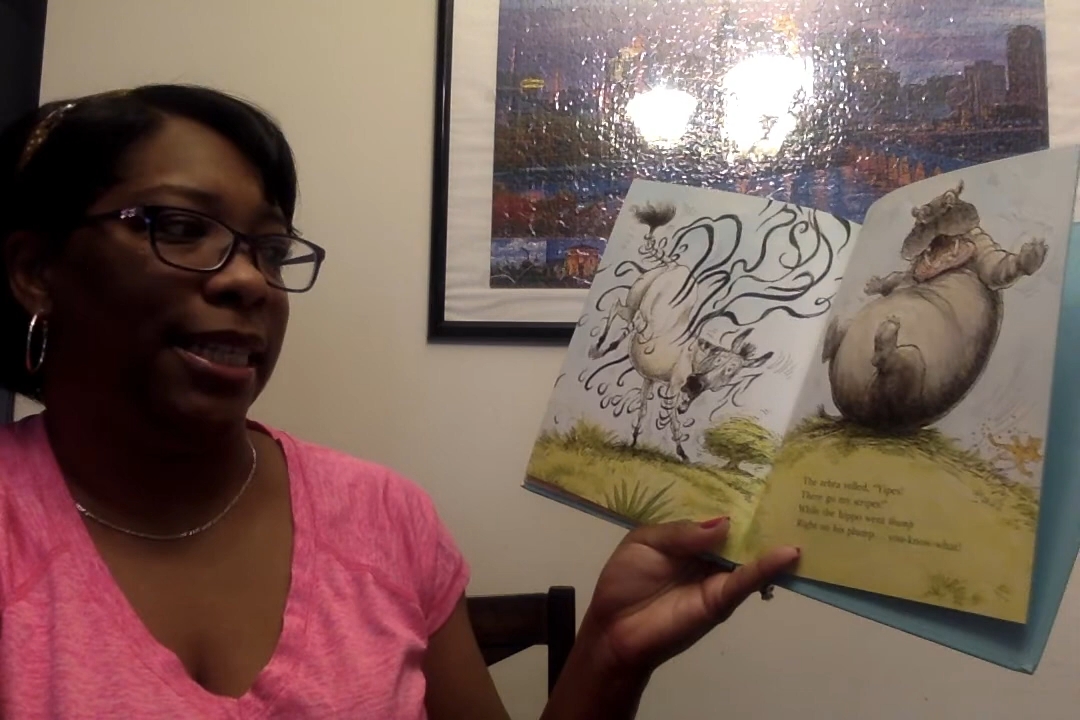 The zebra yelled, "Yipes!
There go my stripes!"
While the hippo went thump
Right on his plump... you-know-what!